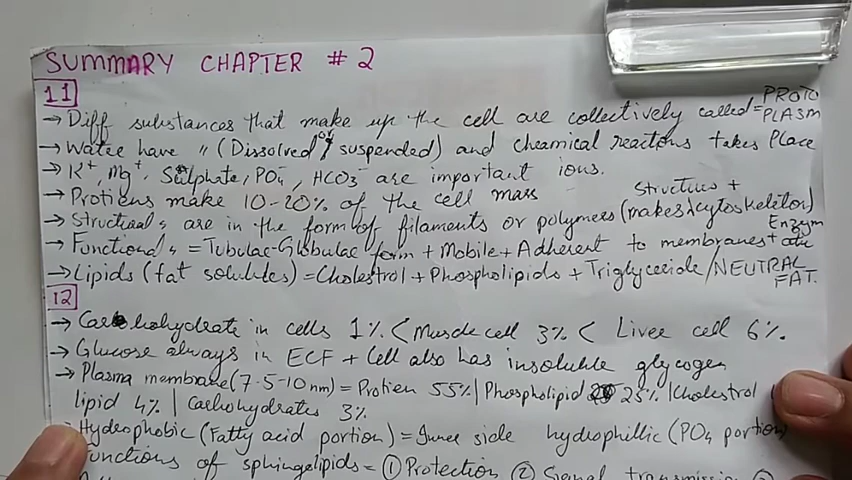 SUMMARY CHAPTER # 2
11
→ Diff substances that make up the cell are collectively called = PROTOPLASM
→ Water have " (Dissolved or suspended) and chemical reactons takes Place
→ K+, Mg+, Sulphate, PO4-, HCO3- are important ions.
→ Protiens make 10-20% of the cell mass
→ Structural " are in the form of filaments or polymers (makes structure + cytoskeleton)
→ Functional " = Tubular-Globular form + Mobile + Adherent to membranes + Enzym
→ Lipids (fat solublutes) = Cholestrol + Phospholipids + Triglyceride / NEUTRAL FAT.
12
→ Carbohydrate in cells 1% < Muscle cell 3% < Liver cell 6%.
→ Glucose always in ECF + Cell also has insoluble glycogen
→ Plasma membrane (7.5-10 nm) = Protien 55% | Phospholipid 25% | Cholestrol
lipid 4% | Carbohydrates 3%
Hydrophobic (Fatty acid portion) = Inner side hydrophillic (PO4 portion)
Functions of sphingolipids = ① Protection ② Signal transmission